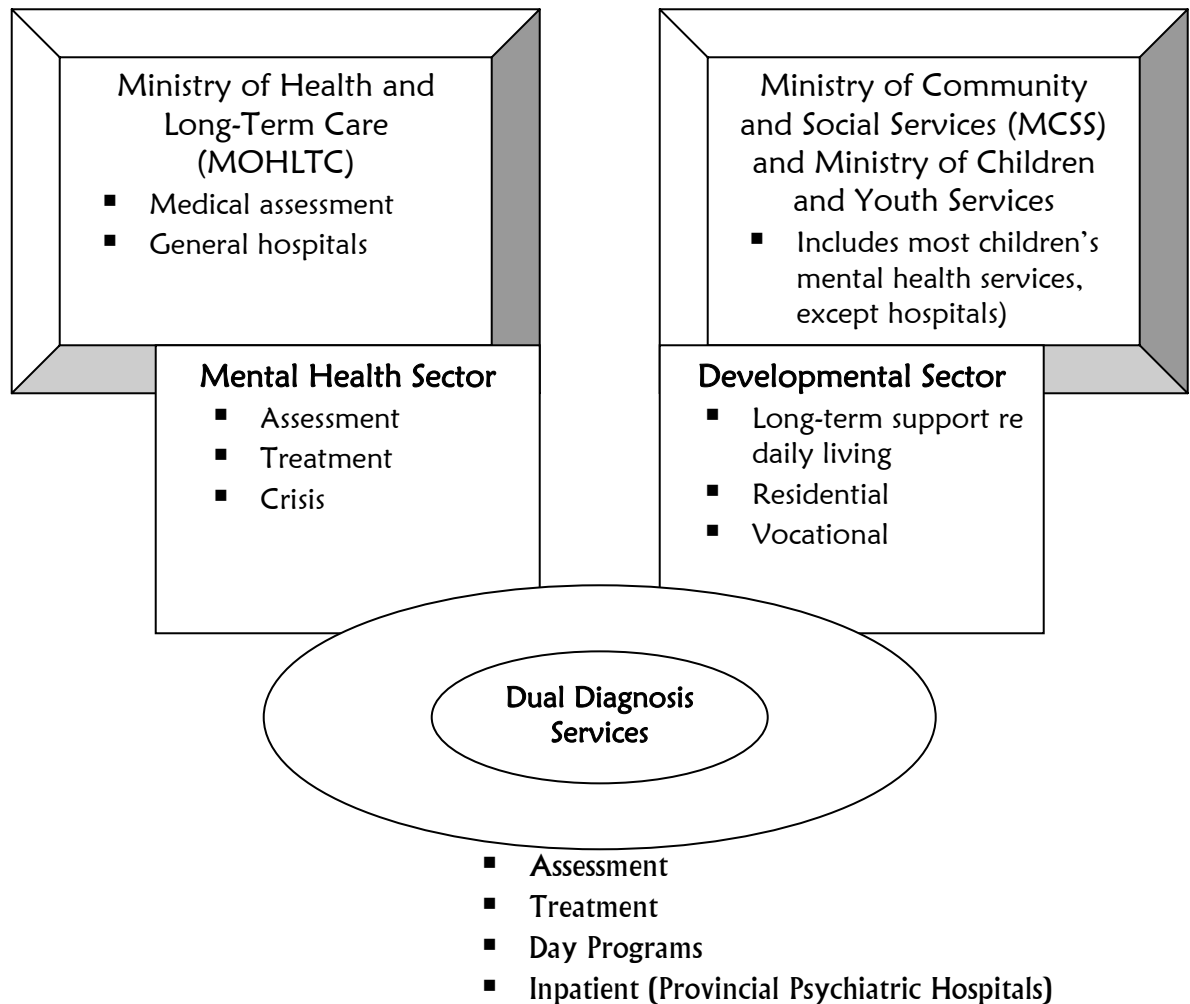 Ministry of Health and
Long-Term Care
(MOHLTC)
▪ Medical assessment
▪ General hospitals
Ministry of Community
and Social Services (MCSS)
and Ministry of Children
and Youth Services
▪ Includes most children's
mental health services,
except hospitals)
Mental Health Sector
▪ Assessment
▪ Treatment
▪ Crisis
Developmental Sector
▪ Long-term support re
daily living
▪ Residential
▪ Vocational
Dual Diagnosis
Services
▪ Assessment
▪ Treatment
▪ Day Programs
▪ Inpatient (Provincial Psychiatric Hospitals)